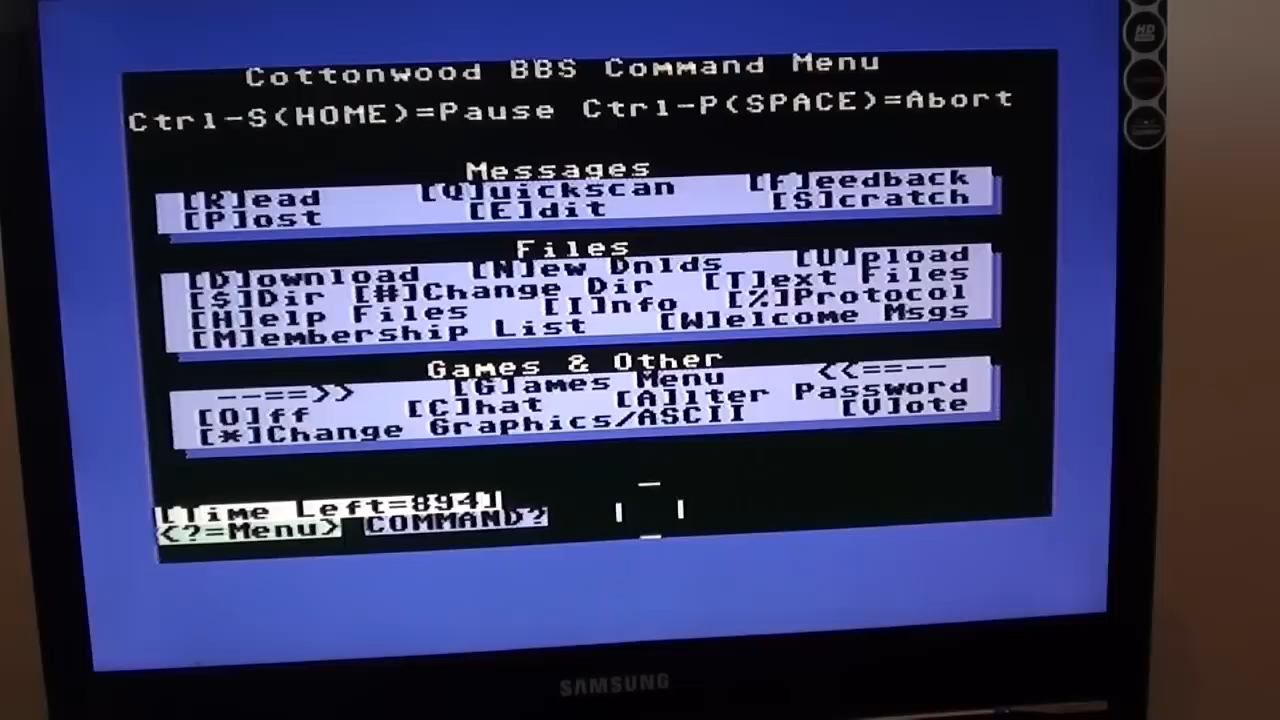 Cottonwood BBS Command Menu
Ctrl-S(HOME)=Pause Ctrl-P(SPACE)=Abort
Messages
[R]ead [Q]uickscan [F]eedback
[P]ost [E]dit [S]cratch
Files
[D]ownload [N]ew Dnlds [U]pload
[$]Dir [#]Change Dir [T]ext Files
[H]elp Files [I]nfo [%]Protocol
[M]embership List [W]elcome Msgs
Games & Other
--==>> [G]ames Menu <<==--
[O]ff [C]hat [A]lter Password
[*]Change Graphics/ASCII [V]ote
[Time Left=894]
<?=Menu> COMMAND?
SAMSUNG
HD